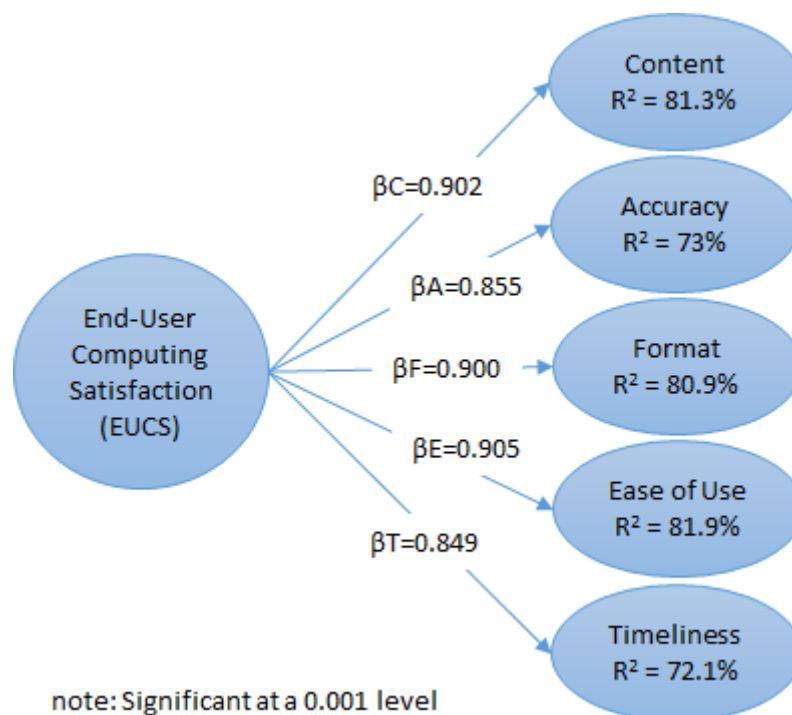 Content
R² = 81.3%
βC=0.902
Accuracy
R² = 73%
βA=0.855
End-User
Computing
Satisfaction
(EUCS)
βF=0.900
Format
R² = 80.9%
βE=0.905
Ease of Use
R² = 81.9%
βT=0.849
Timeliness
R² = 72.1%
note: Significant at a 0.001 level